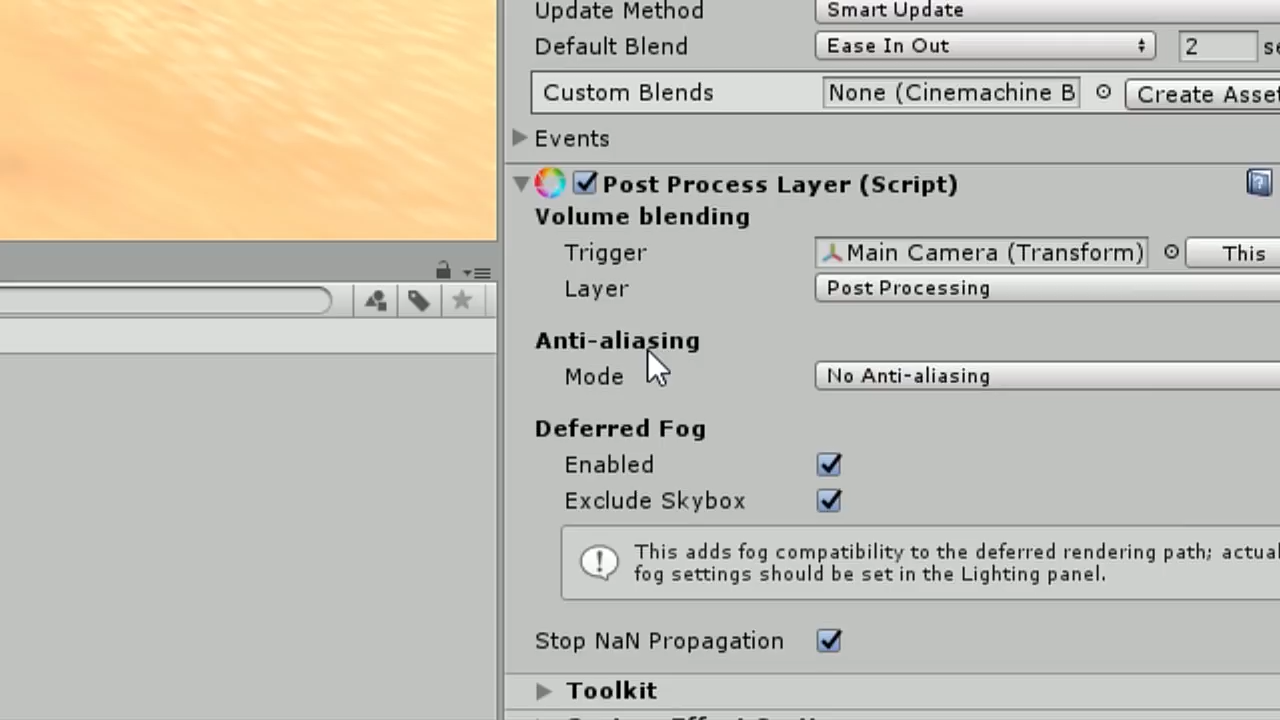 Update Method Smart Update
Default Blend Ease In Out 2 se
Custom Blends None (Cinemachine B Create Asset
Events
Post Process Layer (Script)
Volume blending
Trigger Main Camera (Transform) This
Layer Post Processing
Anti-aliasing
Mode No Anti-aliasing
Deferred Fog
Enabled
Exclude Skybox
This adds fog compatibility to the deferred rendering path; actual
fog settings should be set in the Lighting panel.
Stop NaN Propagation
Toolkit